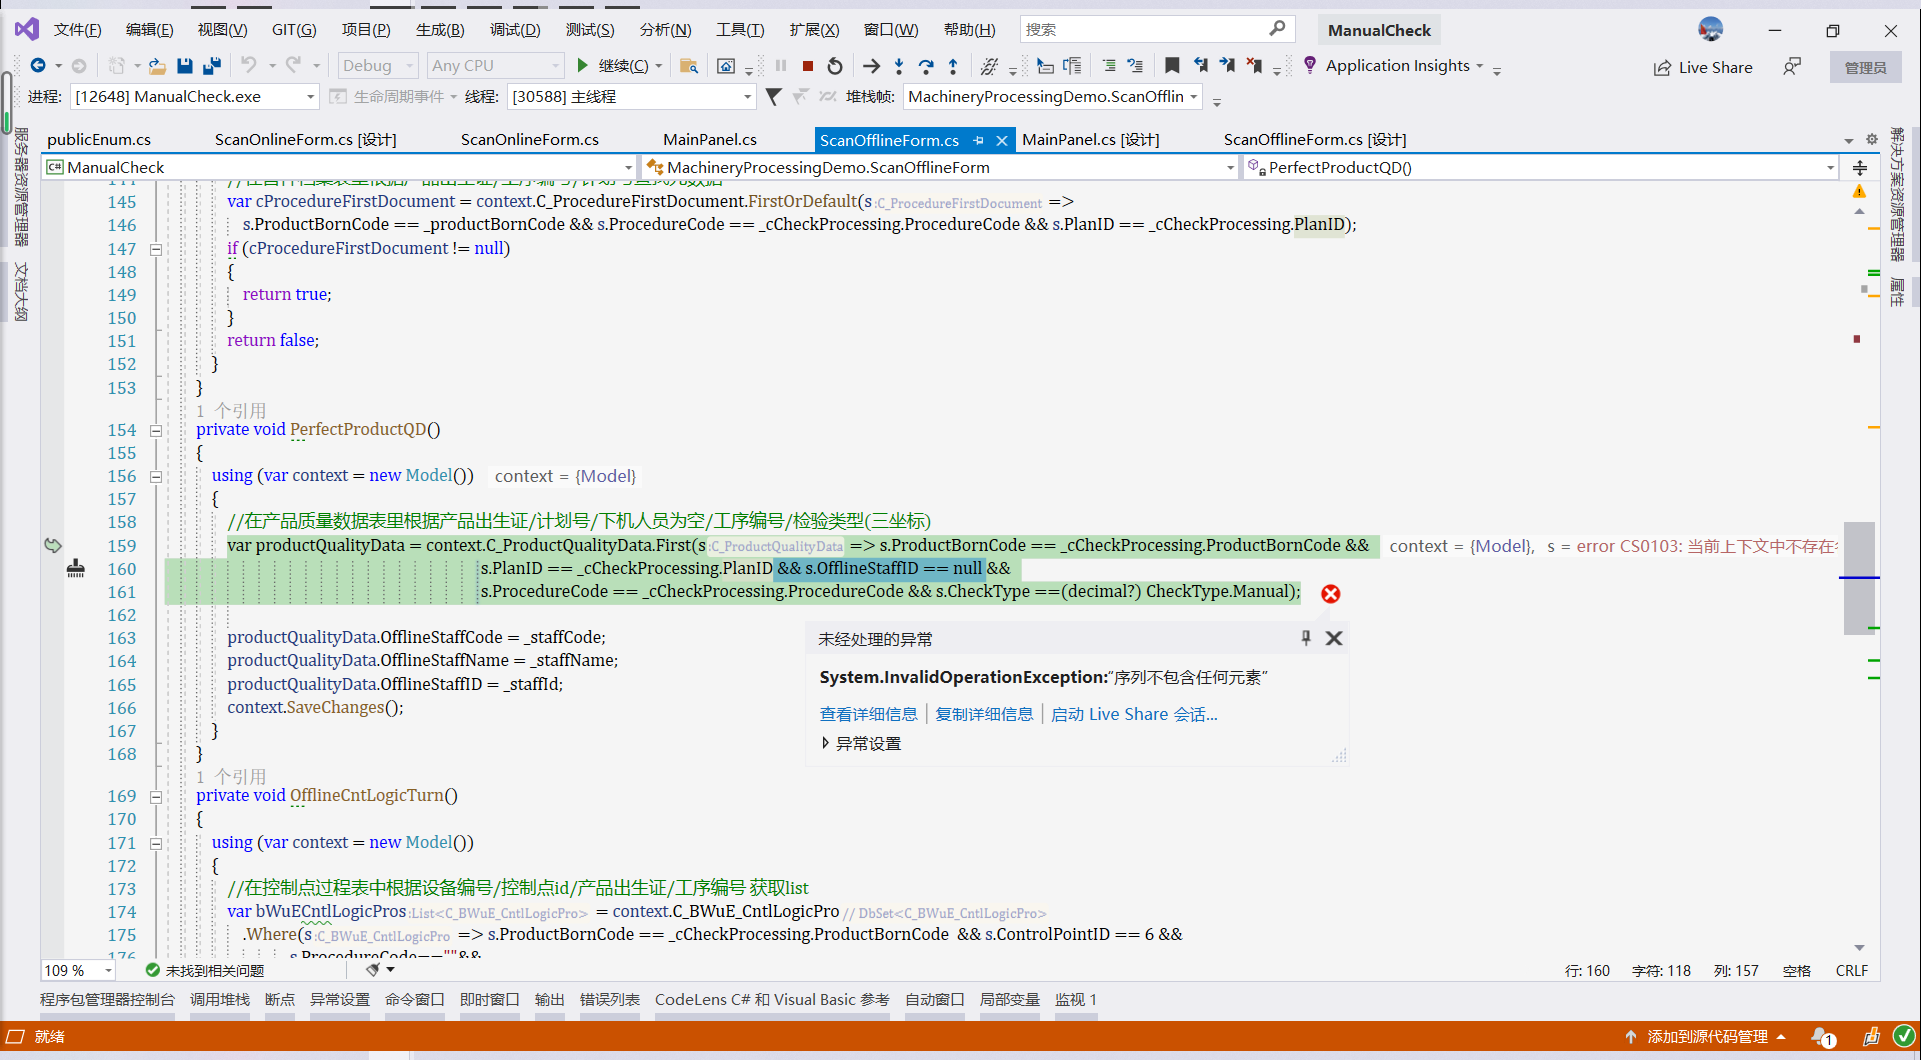 文件(F) 编辑(E) 视图(V) GIT(G) 项目(P) 生成(B) 调试(D) 测试(S) 分析(N) 工具(T) 扩展(X) 窗口(W) 帮助(H) 搜索 ManualCheck
Debug Any CPU 继续(C) Application Insights Live Share 管理员
进程: [12648] ManualCheck.exe 生命周期事件 线程: [30588] 主线程 堆栈帧: MachineryProcessingDemo.ScanOfflin
服务器资源管理器
文档大纲
publicEnum.cs ScanOnlineForm.cs [设计] ScanOnlineForm.cs MainPanel.cs ScanOfflineForm.cs MainPanel.cs [设计] ScanOfflineForm.cs [设计]
C# ManualCheck MachineryProcessingDemo.ScanOfflineForm PerfectProductQD()
145 var cProcedureFirstDocument = context.C_ProcedureFirstDocument.FirstOrDefault(s :C_ProcedureFirstDocument =>
146 s.ProductBornCode == _productBornCode && s.ProcedureCode == _cCheckProcessing.ProcedureCode && s.PlanID == _cCheckProcessing.PlanID);
147 if (cProcedureFirstDocument != null)
148 {
149 return true;
150 }
151 return false;
152 }
153 }
1 个引用
154 private void PerfectProductQD()
155 {
156 using (var context = new Model()) context = {Model}
157 {
158 //在产品质量数据表里根据产品出生证/计划号/下机人员为空/工序编号/检验类型(三坐标)
159 var productQualityData = context.C_ProductQualityData.First(s :C_ProductQualityData => s.ProductBornCode == _cCheckProcessing.ProductBornCode && context = {Model}, s = error CS0103: 当前上下文中不存在
160 s.PlanID == _cCheckProcessing.PlanID && s.OfflineStaffID == null &&
161 s.ProcedureCode == _cCheckProcessing.ProcedureCode && s.CheckType ==(decimal?) CheckType.Manual);
162
163 productQualityData.OfflineStaffCode = _staffCode;
164 productQualityData.OfflineStaffName = _staffName;
165 productQualityData.OfflineStaffID = _staffId;
166 context.SaveChanges();
167 }
168 }
未经处理的异常
System.InvalidOperationException:“序列不包含任何元素”
查看详细信息 | 复制详细信息 | 启动 Live Share 会话...
异常设置
1 个引用
169 private void OfflineCntLogicTurn()
170 {
171 using (var context = new Model())
172 {
173 //在控制点过程表中根据设备编号/控制点id/产品出生证/工序编号 获取list
174 var bWuECntlLogicPros :List<C_BWuE_CntlLogicPro> = context.C_BWuE_CntlLogicPro // DbSet<C_BWuE_CntlLogicPro>
175 .Where(s :C_BWuE_CntlLogicPro => s.ProductBornCode == _cCheckProcessing.ProductBornCode && s.ControlPointID == 6 &&
176 s.ProcedureCode==""&&
解决方案资源管理器
属性
109 % 未找到相关问题 行: 160 字符: 118 列: 157 空格 CRLF
程序包管理器控制台 调用堆栈 断点 异常设置 命令窗口 即时窗口 输出 错误列表 CodeLens C# 和 Visual Basic 参考 自动窗口 局部变量 监视 1
就绪 添加到源代码管理 1